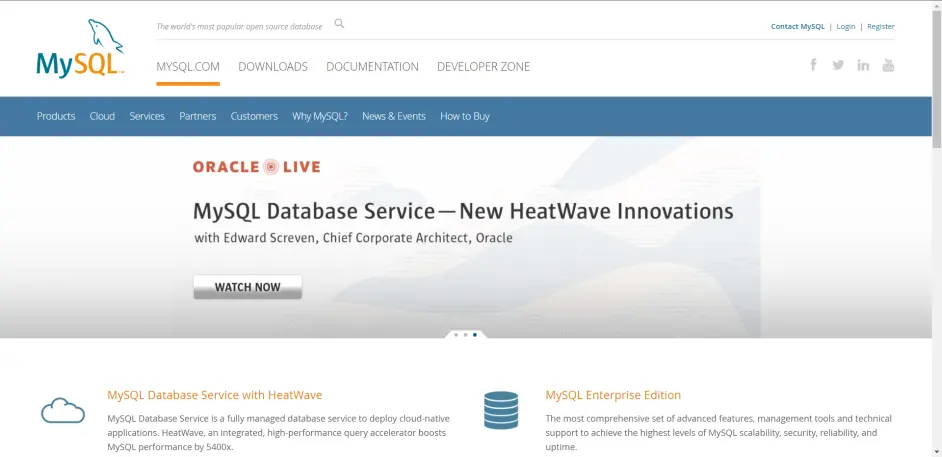 The world's most popular open source database
Contact MySQL | Login | Register
MySQL™
MYSQL.COM DOWNLOADS DOCUMENTATION DEVELOPER ZONE
Products Cloud Services Partners Customers Why MySQL? News & Events How to Buy
ORACLE LIVE
MySQL Database Service—New HeatWave Innovations
with Edward Screven, Chief Corporate Architect, Oracle
WATCH NOW
MySQL Database Service with HeatWave
MySQL Database Service is a fully managed database service to deploy cloud-native
applications. HeatWave, an integrated, high-performance query accelerator boosts
MySQL performance by 5400x.
MySQL Enterprise Edition
The most comprehensive set of advanced features, management tools and technical
support to achieve the highest levels of MySQL scalability, security, reliability, and
uptime.